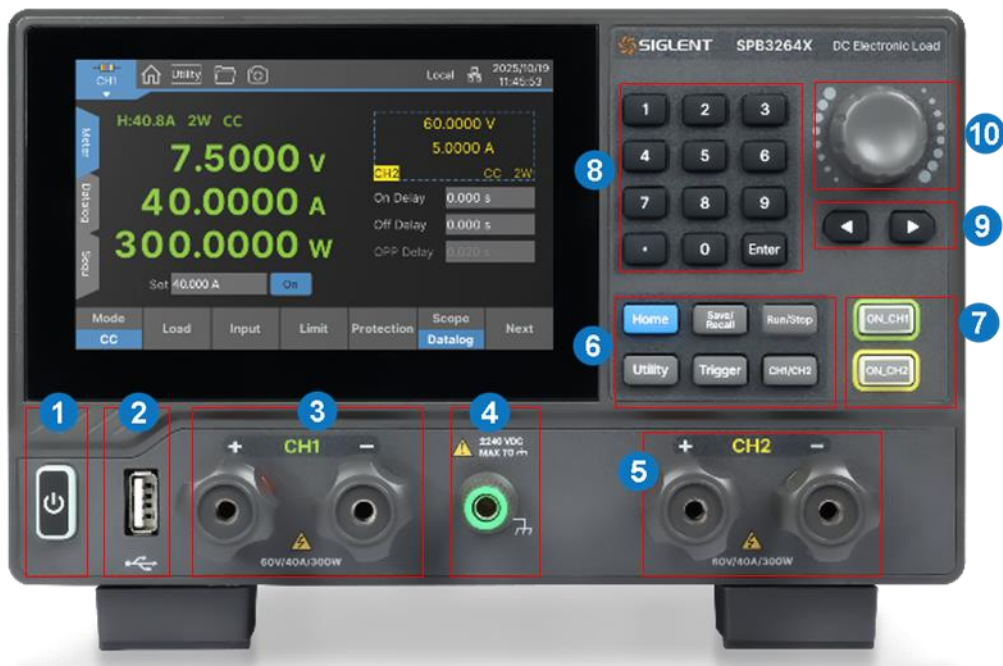 SIGLENT SPB3264X DC Electronic Load
CH1 Utility Local 2025/10/19
11:45:53
H:40.8A 2W CC
7.5000 V
40.0000 A
300.0000 W
Meter
Datalog
Sequ
60.0000 V
5.0000 A
CH2 CC 2W
On Delay 0.000 s
Off Delay 0.000 s
OPP Delay 0.020 s
Set 40.000 A On
Mode
CC
Load
Input
Limit
Protection
Scope
Datalog
Next
1 2 3
4 5 6
7 8 9
. 0 Enter
8
10
9
Home Save/Recall Run/Stop
Utility Trigger CH1/CH2
6
ON_CH1
ON_CH2
7
1
2
3
+ CH1 −
60V/40A/300W
4
±240 VDC
MAX TO
5
+ CH2 −
60V/40A/300W